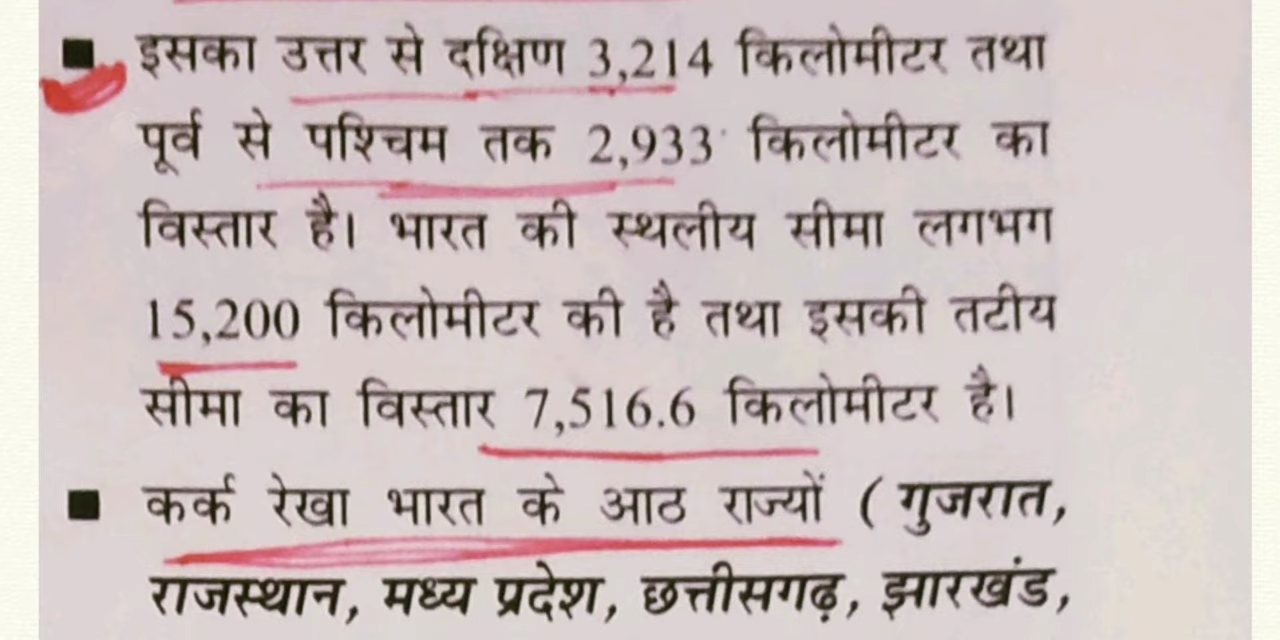 ■ इसका उत्तर से दक्षिण 3,214 किलोमीटर तथा
पूर्व से पश्चिम तक 2,933 किलोमीटर का
विस्तार है। भारत की स्थलीय सीमा लगभग
15,200 किलोमीटर की है तथा इसकी तटीय
सीमा का विस्तार 7,516.6 किलोमीटर है।
■ कर्क रेखा भारत के आठ राज्यों (गुजरात,
राजस्थान, मध्य प्रदेश, छत्तीसगढ़, झारखंड,